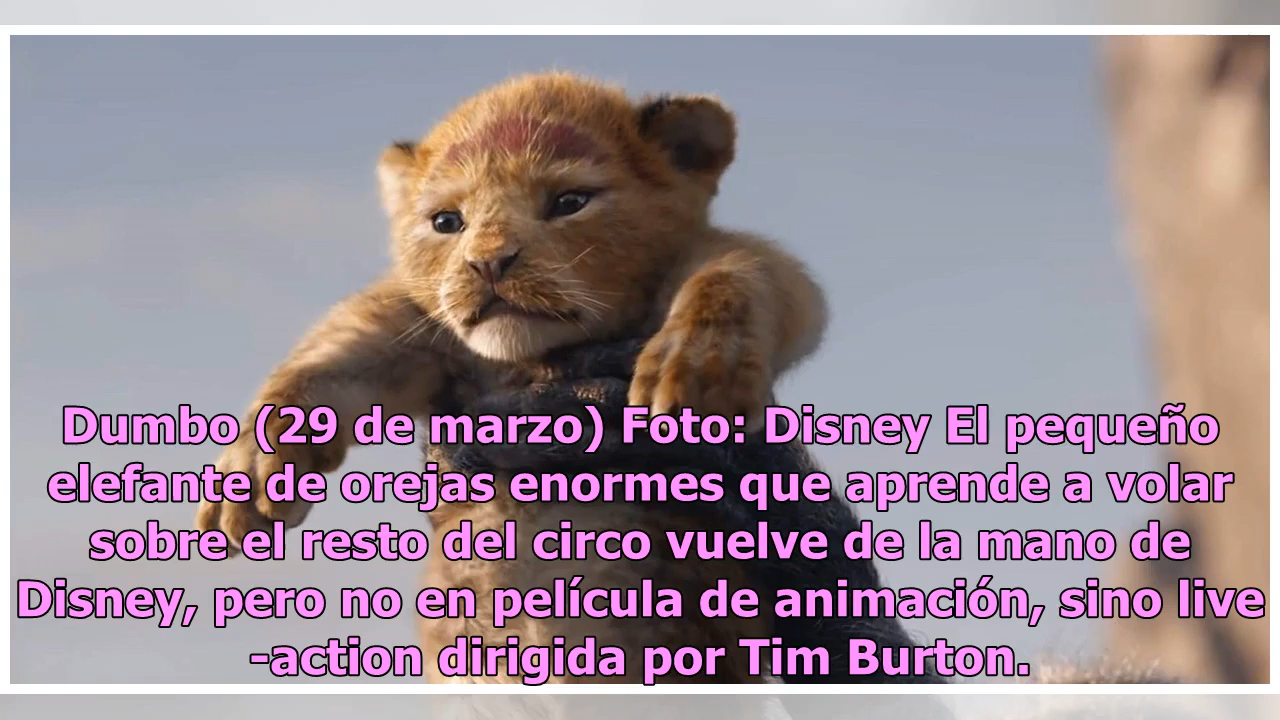 Dumbo (29 de marzo) Foto: Disney El pequeño
elefante de orejas enormes que aprende a volar
sobre el resto del circo vuelve de la mano de
Disney, pero no en película de animación, sino live
-action dirigida por Tim Burton.